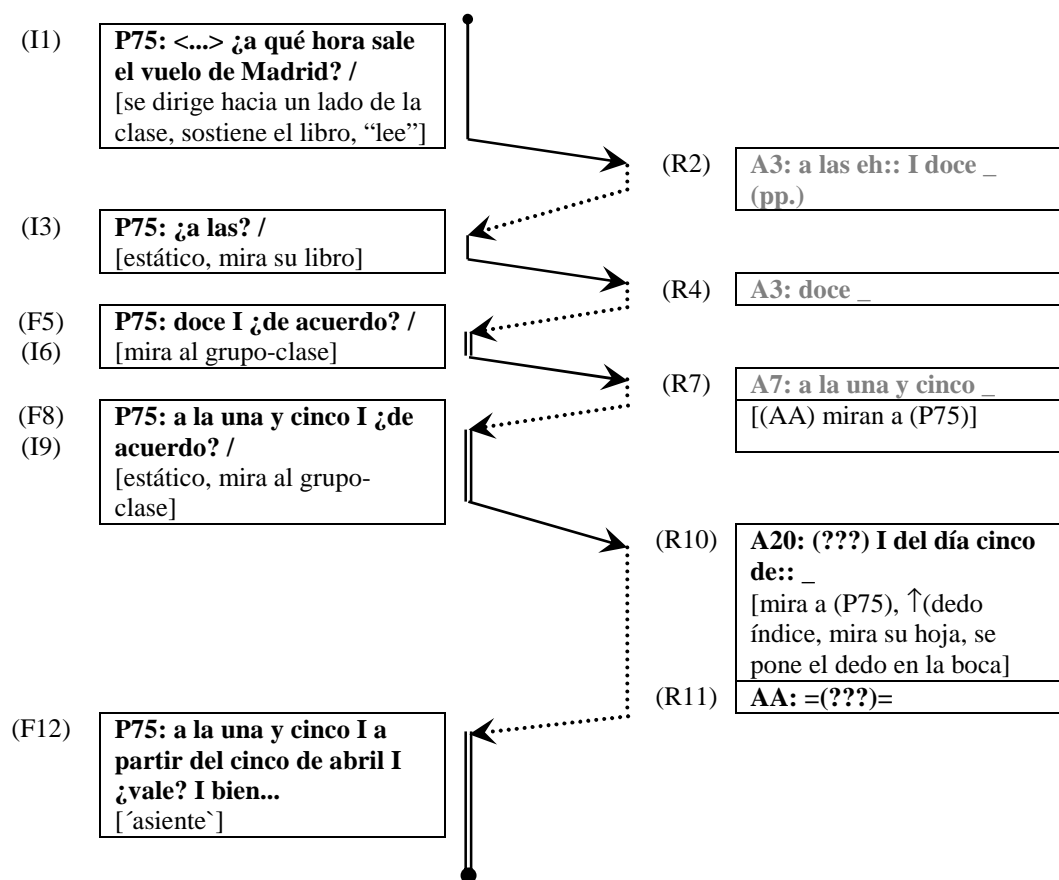 (I1)
P75: <...> ¿a qué hora sale
el vuelo de Madrid? /
[se dirige hacia un lado de la
clase, sostiene el libro, “lee”]
(R2)
A3: a las eh:: I doce _
(pp.)
(I3)
P75: ¿a las? /
[estático, mira su libro]
(R4)
A3: doce _
(F5)
(I6)
P75: doce I ¿de acuerdo? /
[mira al grupo-clase]
(R7)
A7: a la una y cinco _
[(AA) miran a (P75)]
(F8)
(I9)
P75: a la una y cinco I ¿de
acuerdo? /
[estático, mira al grupo-
clase]
(R10)
A20: (???) I del día cinco
de:: _
[mira a (P75), ↑(dedo
índice, mira su hoja, se
pone el dedo en la boca]
(R11)
AA: =(???)=
(F12)
P75: a la una y cinco I a
partir del cinco de abril I
¿vale? I bien...
[´asiente`]